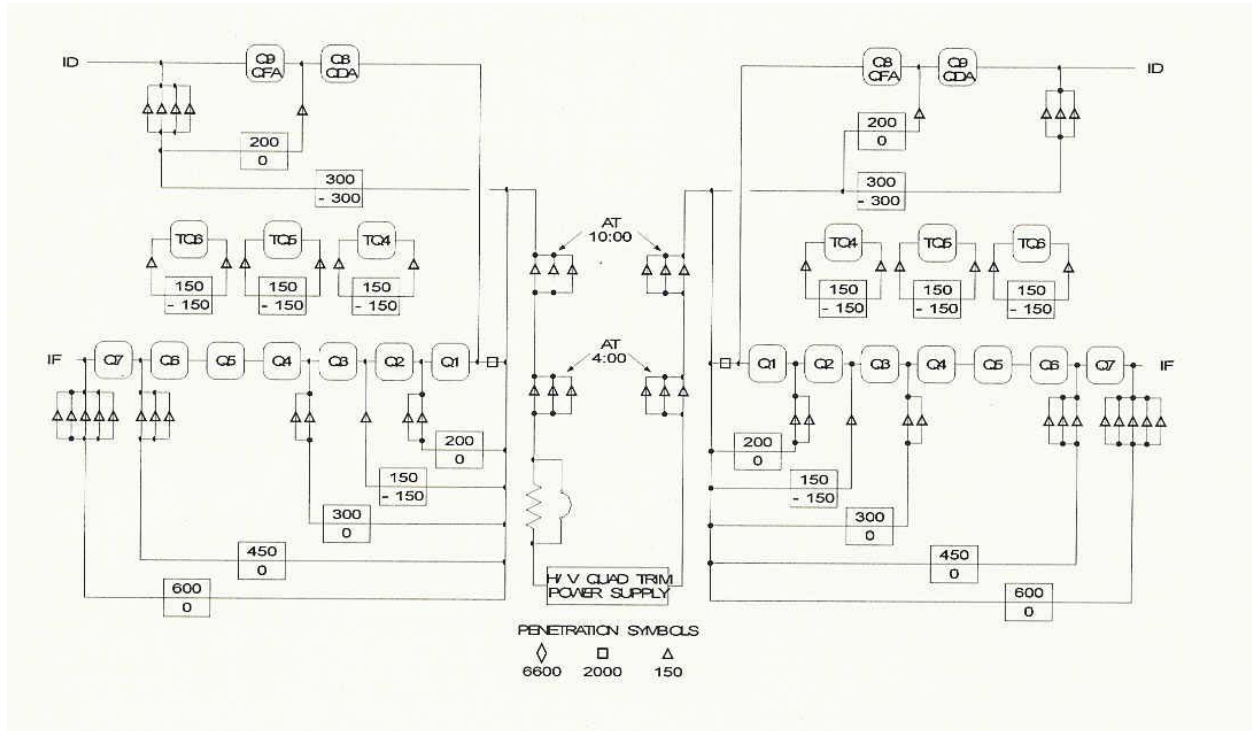 ID
Q9
QFA
Q8
QDA
200
0
300
- 300
TQ6
TQ5
TQ4
150
- 150
150
- 150
150
- 150
IF
Q7
Q6
Q5
Q4
Q3
Q2
Q1
200
0
150
- 150
300
0
450
0
600
0
AT
10:00
AT
4:00
H/V QUAD TRIM
POWER SUPPLY
PENETRATION SYMBOLS
6600 2000 150
Q8
QFA
Q9
QDA
ID
200
0
300
- 300
TQ4
TQ5
TQ6
150
- 150
150
- 150
150
- 150
Q1
Q2
Q3
Q4
Q5
Q6
Q7
IF
200
0
150
- 150
300
0
450
0
600
0